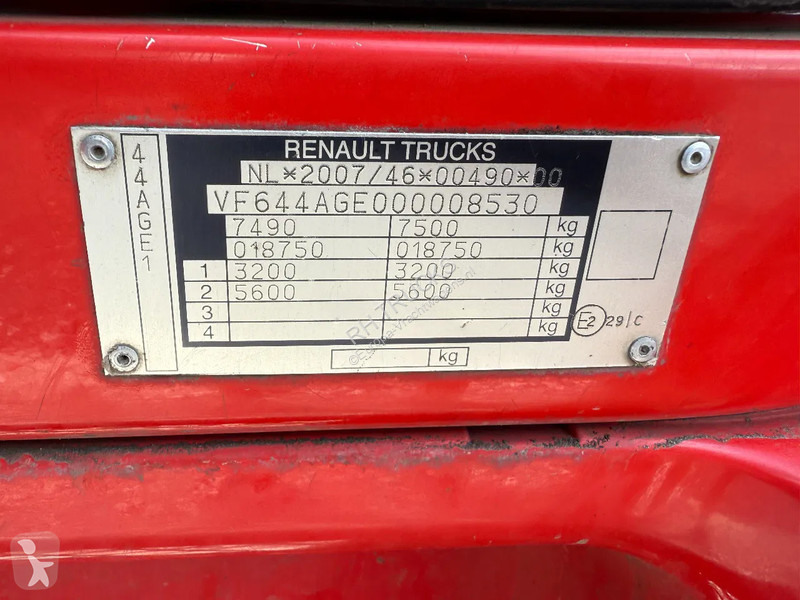 44AGE1
RENAULT TRUCKS
NL*2007/46*00490*00
VF644AGE000008530
7490 7500 kg
018750 018750 kg
1 3200 3200 kg
2 5600 5600 kg
3 kg
4 kg
E2 29/C
kg